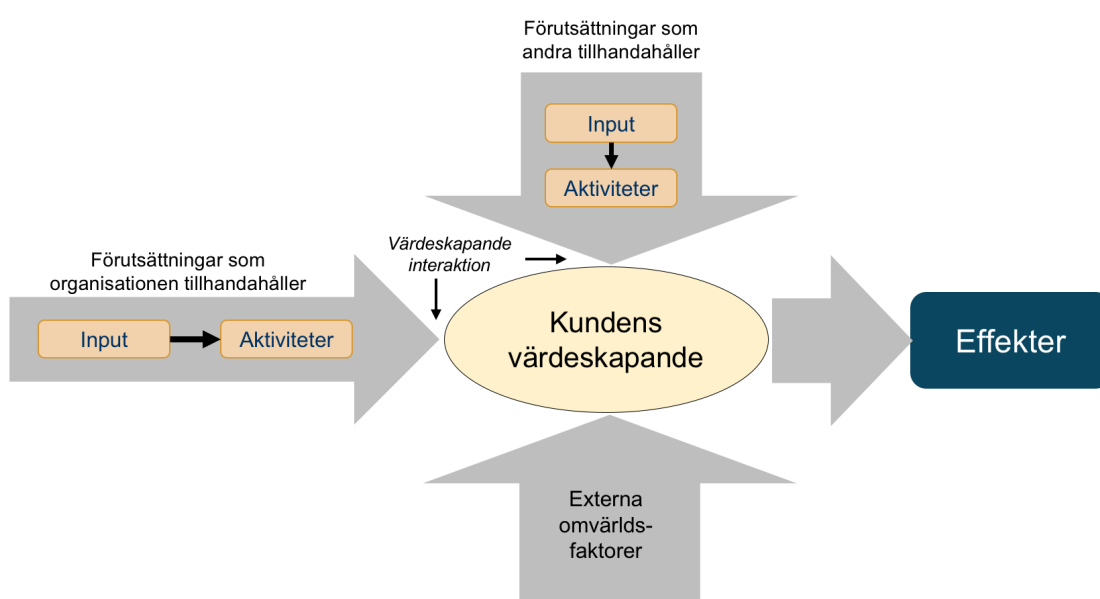 Förutsättningar som
andra tillhandahåller
Input
Aktiviteter
Värdeskapande
interaktion
Förutsättningar som
organisationen tillhandahåller
Input
Aktiviteter
Kundens
värdeskapande
Effekter
Externa
omvärlds-
faktorer